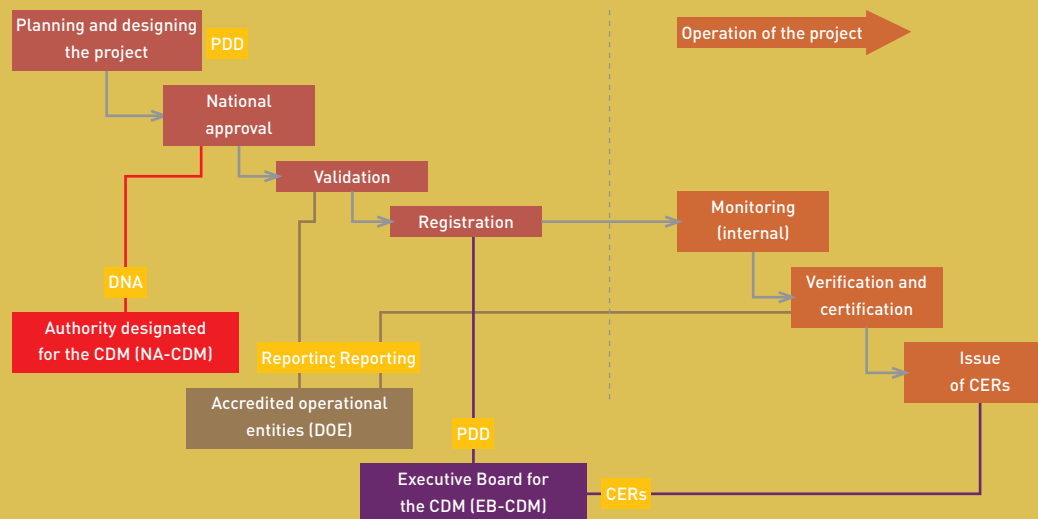 Planning and designing
the project
PDD
Operation of the project
National
approval
Validation
Registration
Monitoring
(internal)
DNA
Verification and
certification
Authority designated
for the CDM (NA-CDM)
Reporting
Reporting
Issue
of CERs
Accredited operational
entities (DOE)
PDD
Executive Board for
the CDM (EB-CDM)
CERs